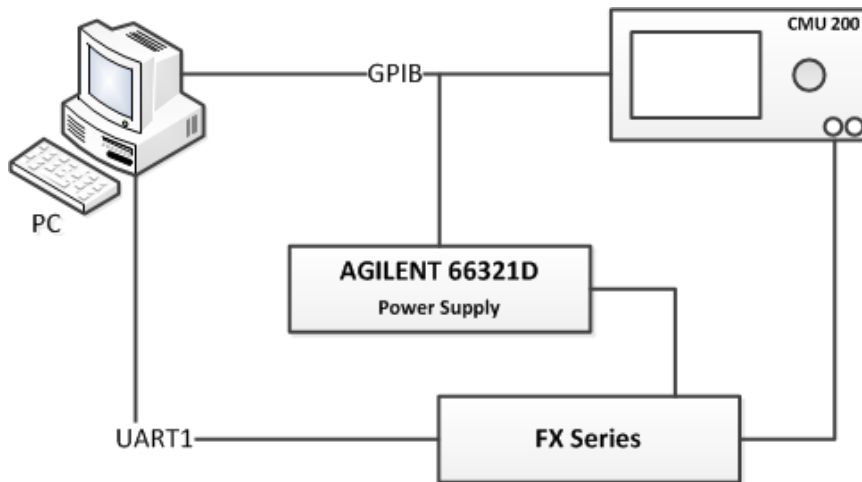 CMU 200
GPIB
PC
AGILENT 66321D
Power Supply
UART1
FX Series